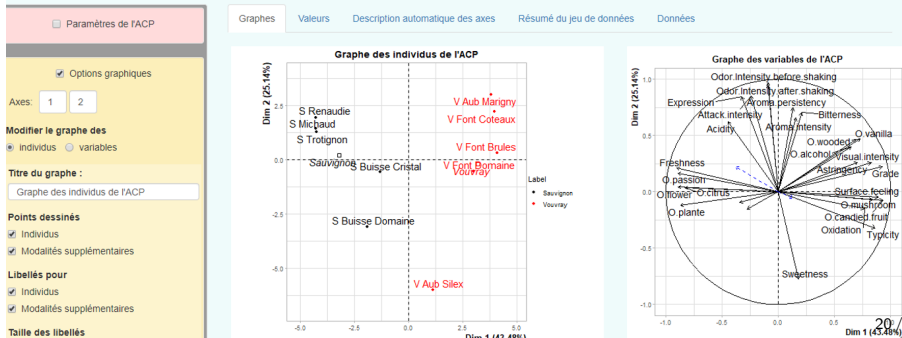 Paramètres de l'ACP
Options graphiques
Axes: 1 2
Modifier le graphe des
individus variables
Titre du graphe :
Graphe des individus de l'ACP
Points dessinés
Individus
Modalités supplémentaires
Libellés pour
Individus
Modalités supplémentaires
Taille des libellés
Graphes Valeurs Description automatique des axes Résumé du jeu de données Données
Graphe des individus de l'ACP
Dim 2 (25.14%)
2.5
0.0
-2.5
-5.0
V Aub Marigny
S Renaudie
V Font Coteaux
S Michaud
S Trotignon
V Font Brules
Sauvignon
S Buisse Cristal
V Font Domaine
Vouvray
S Buisse Domaine
V Aub Silex
-5.0 -2.5 0.0 2.5 5.0
Dim 1 (43.48%)
Label
Sauvignon
Vouvray
Graphe des variables de l'ACP
Dim 2 (25.14%)
1.0
0.5
0.0
-0.5
-1.0
Odor.Intensity.before.shaking
Odor.Intensity.after.shaking
Expression
Aroma.persistency
Attack.intensity
Bitterness
Acidity
Aroma.intensity
O.vanilla
O.wooded
O.alcohol
Visual.intensity
Freshness
Astringency
Grade
O.passion
O.flower
O.citrus
Surface.feeling
O.mushroom
O.plante
O.candied.fruit
Oxidation
Typicity
Sweetness
-1.0 -0.5 0.0 0.5
Dim 1 (43.48%)
20/